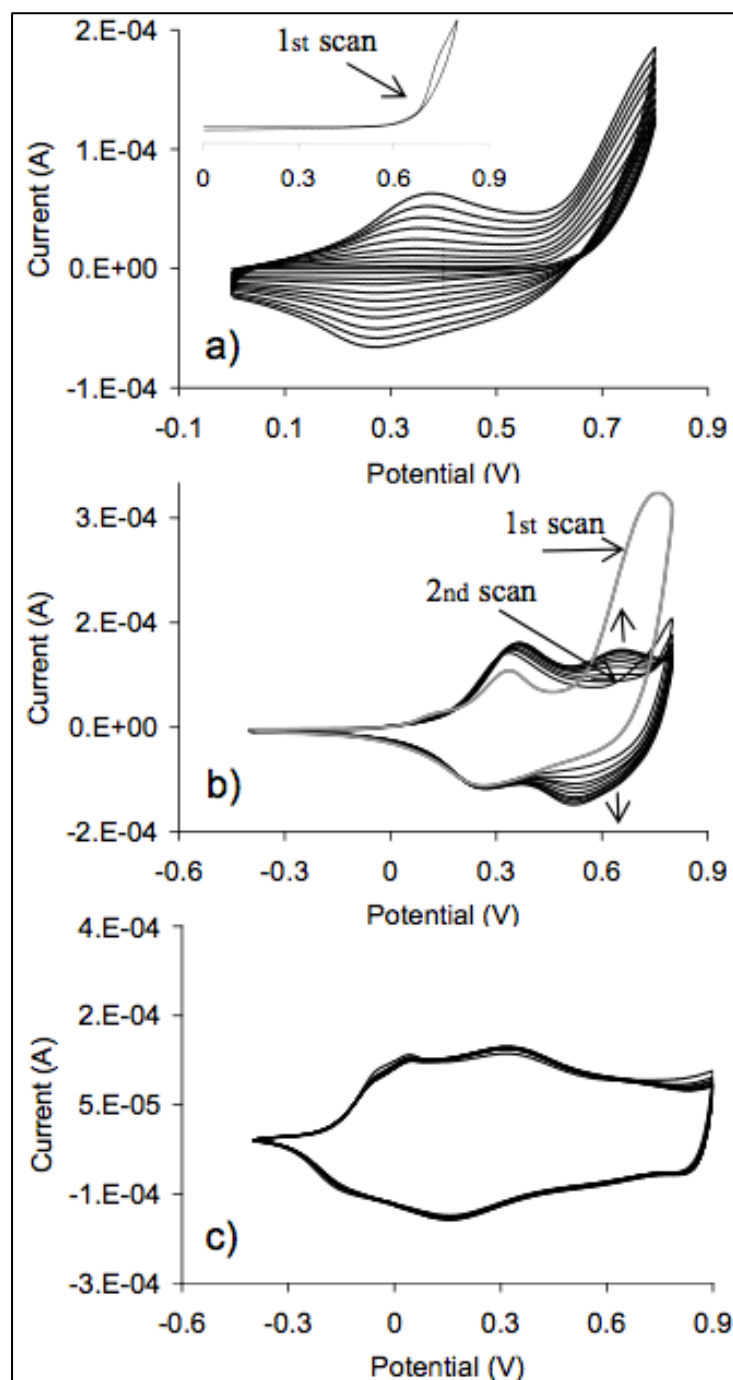 2.E-04
1st scan
1.E-04
0 0.3 0.6 0.9
Current (A)
0.E+00
a)
-1.E-04
-0.1 0.1 0.3 0.5 0.7 0.9
Potential (V)
3.E-04
1st scan
2nd scan
2.E-04
Current (A)
0.E+00
b)
-2.E-04
-0.6 -0.3 0 0.3 0.6 0.9
Potential (V)
4.E-04
2.E-04
Current (A)
5.E-05
-1.E-04
c)
-3.E-04
-0.6 -0.3 0 0.3 0.6 0.9
Potential (V)